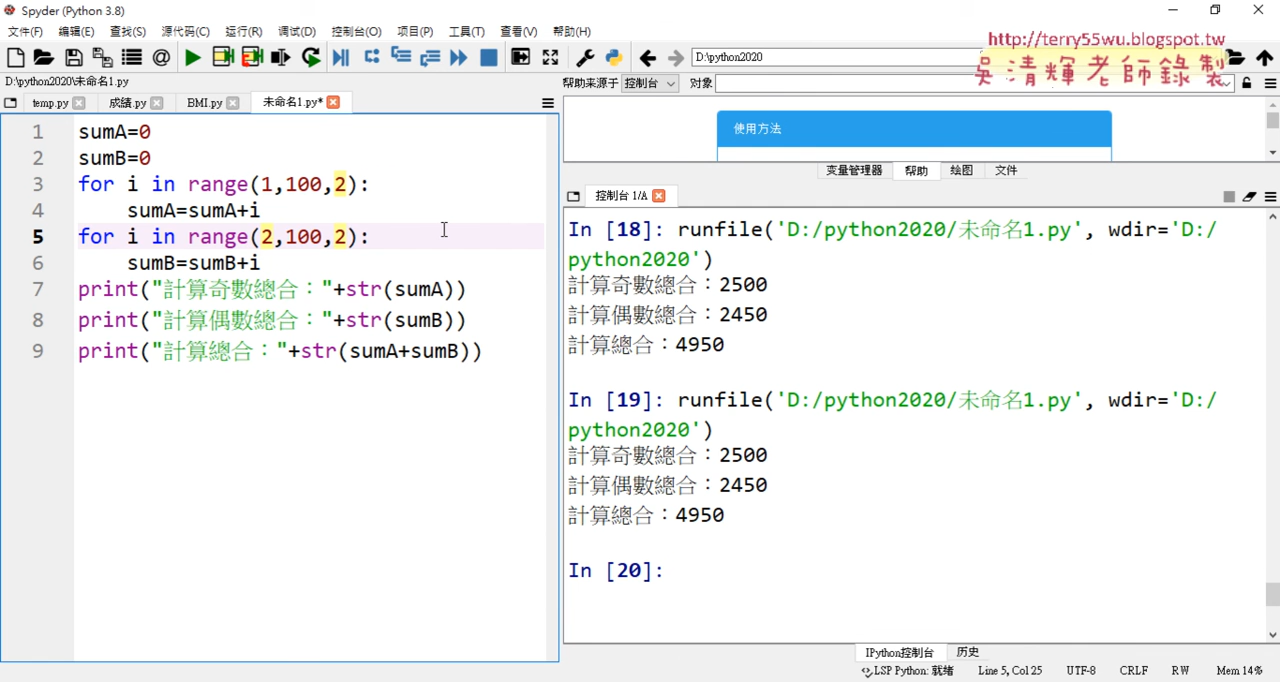 Spyder (Python 3.8)
文件(F) 编辑(E) 查找(S) 源代码(C) 运行(R) 调试(D) 控制台(O) 项目(P) 工具(T) 查看(V) 帮助(H)
http://terry55wu.blogspot.tw
吳清輝老師錄製
D:\python2020
D:\python2020\未命名1.py
帮助来源于 控制台 对象
temp.py 成績.py BMI.py 未命名1.py*
使用方法
变量管理器 帮助 绘图 文件
控制台 1/A
1 sumA=0
2 sumB=0
3 for i in range(1,100,2):
4 sumA=sumA+i
5 for i in range(2,100,2):
6 sumB=sumB+i
7 print("計算奇數總合："+str(sumA))
8 print("計算偶數總合："+str(sumB))
9 print("計算總合："+str(sumA+sumB))
In [18]: runfile('D:/python2020/未命名1.py', wdir='D:/
python2020')
計算奇數總合：2500
計算偶數總合：2450
計算總合：4950
In [19]: runfile('D:/python2020/未命名1.py', wdir='D:/
python2020')
計算奇數總合：2500
計算偶數總合：2450
計算總合：4950
In [20]:
IPython控制台 历史
LSP Python: 就绪 Line 5, Col 25 UTF-8 CRLF RW Mem 14%